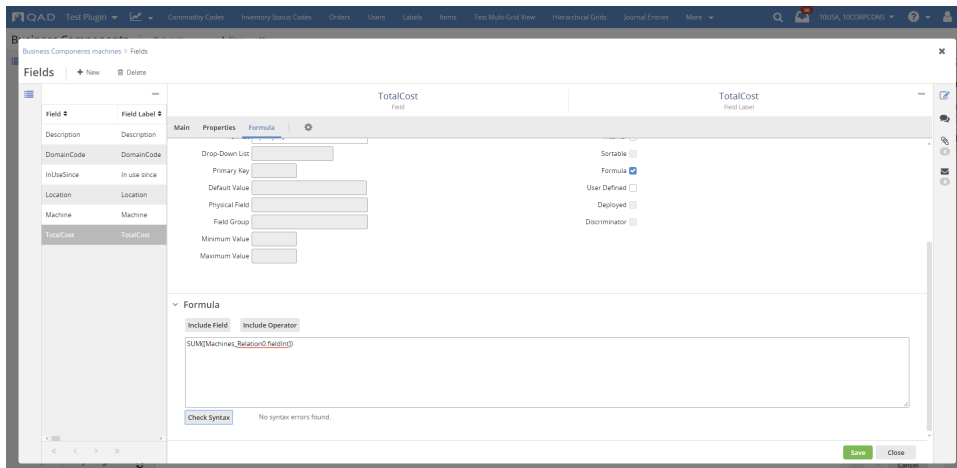 QAD Test Plugin Commodity Codes Inventory Status Codes Orders Users Labels Items Test Multi-Grid View Hierarchical Grids Journal Entries More 10USA, 10CORPCONS
Business Components machines > Fields
Fields + New Delete
TotalCost
Field
TotalCost
Field Label
Field Field Label
Main Properties Formula
Description Description
DomainCode DomainCode
InUseSince In use since
Location Location
Machine Machine
TotalCost TotalCost
Drop-Down List
Sortable
Primary Key
Formula
Default Value
User Defined
Physical Field
Deployed
Field Group
Discriminator
Minimum Value
Maximum Value
Formula
Include Field Include Operator
SUM([Machines_Relation0.fieldInt])
Check Syntax No syntax errors found.
0
0
Save Close
Cancel